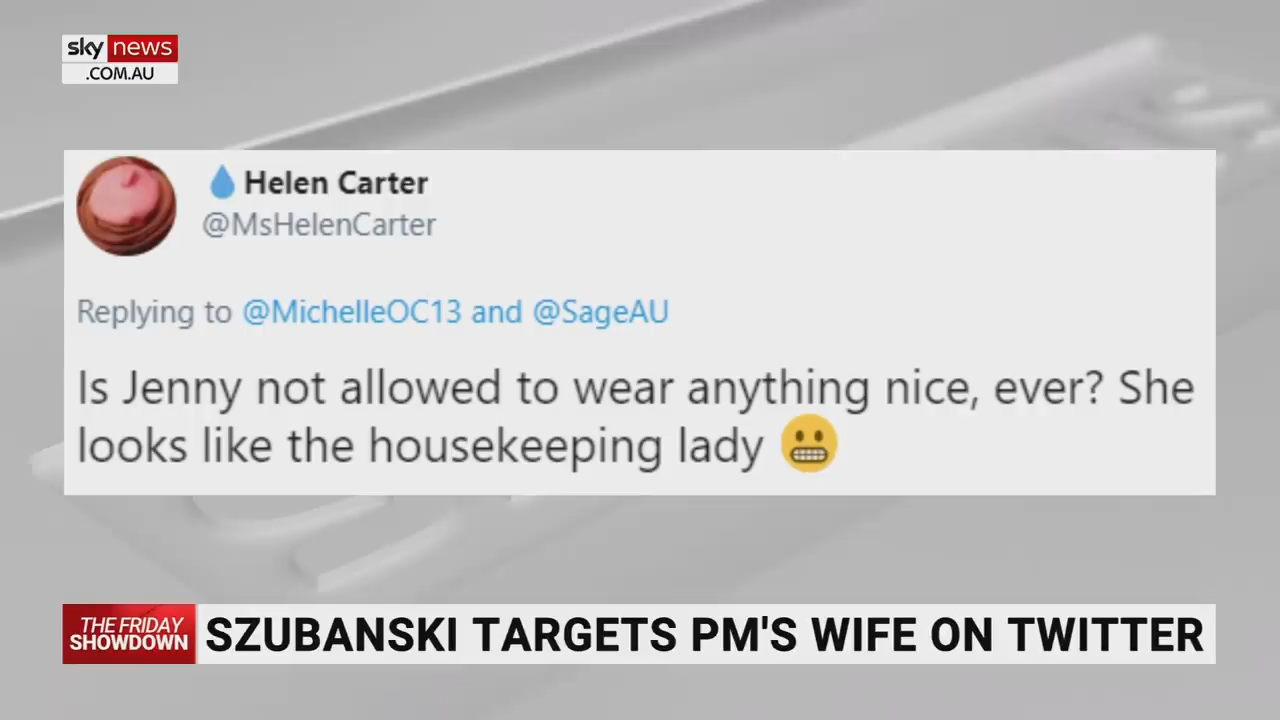 sky news
.COM.AU
Helen Carter
@MsHelenCarter
Replying to @MichelleOC13 and @SageAU
Is Jenny not allowed to wear anything nice, ever? She
looks like the housekeeping lady 😬
THE FRIDAY
SHOWDOWN
SZUBANSKI TARGETS PM'S WIFE ON TWITTER